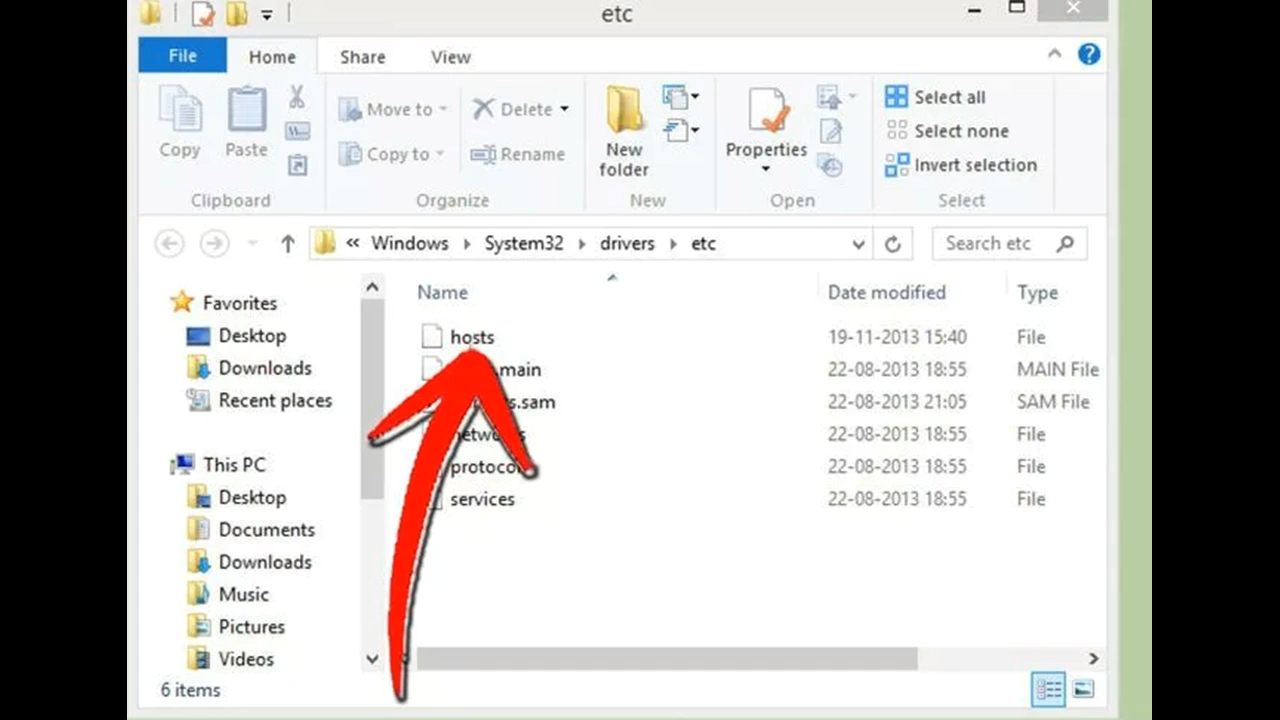 etc
File Home Share View
Copy Paste Move to Copy to Delete Rename New folder Properties Select all Select none Invert selection
Clipboard Organize New Open Select
« Windows System32 drivers etc Search etc
Name Date modified Type
Favorites
Desktop
Downloads
Recent places
This PC
Desktop
Documents
Downloads
Music
Pictures
Videos
hosts 19-11-2013 15:40 File
.main 22-08-2013 18:55 MAIN File
.sam 22-08-2013 21:05 SAM File
22-08-2013 18:55 File
22-08-2013 18:55 File
services 22-08-2013 18:55 File
6 items